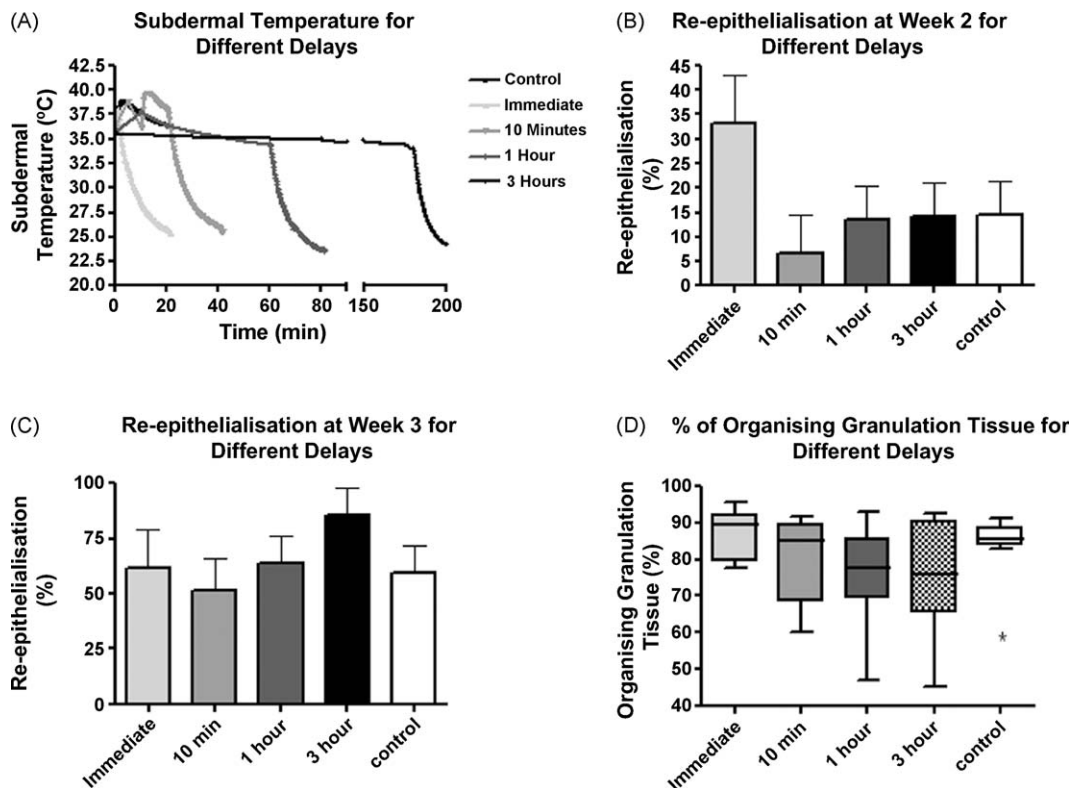 (A) Subdermal Temperature for
Different Delays
Subdermal
Temperature (ºC)
42.5
40.0
37.5
35.0
32.5
30.0
27.5
25.0
22.5
20.0
0 20 40 60 80 150 200
Time (min)
Control
Immediate
10 Minutes
1 Hour
3 Hours
(B) Re-epithelialisation at Week 2 for
Different Delays
Re-epithelialisation
(%)
45
40
35
30
25
20
15
10
5
0
Immediate 10 min 1 hour 3 hour control
(C) Re-epithelialisation at Week 3 for
Different Delays
Re-epithelialisation
(%)
100
75
50
25
0
Immediate 10 min 1 hour 3 hour control
(D) % of Organising Granulation Tissue for
Different Delays
Organising Granulation
Tissue (%)
100
90
80
70
60
50
40
*
Immediate 10 min 1 hour 3 hour control